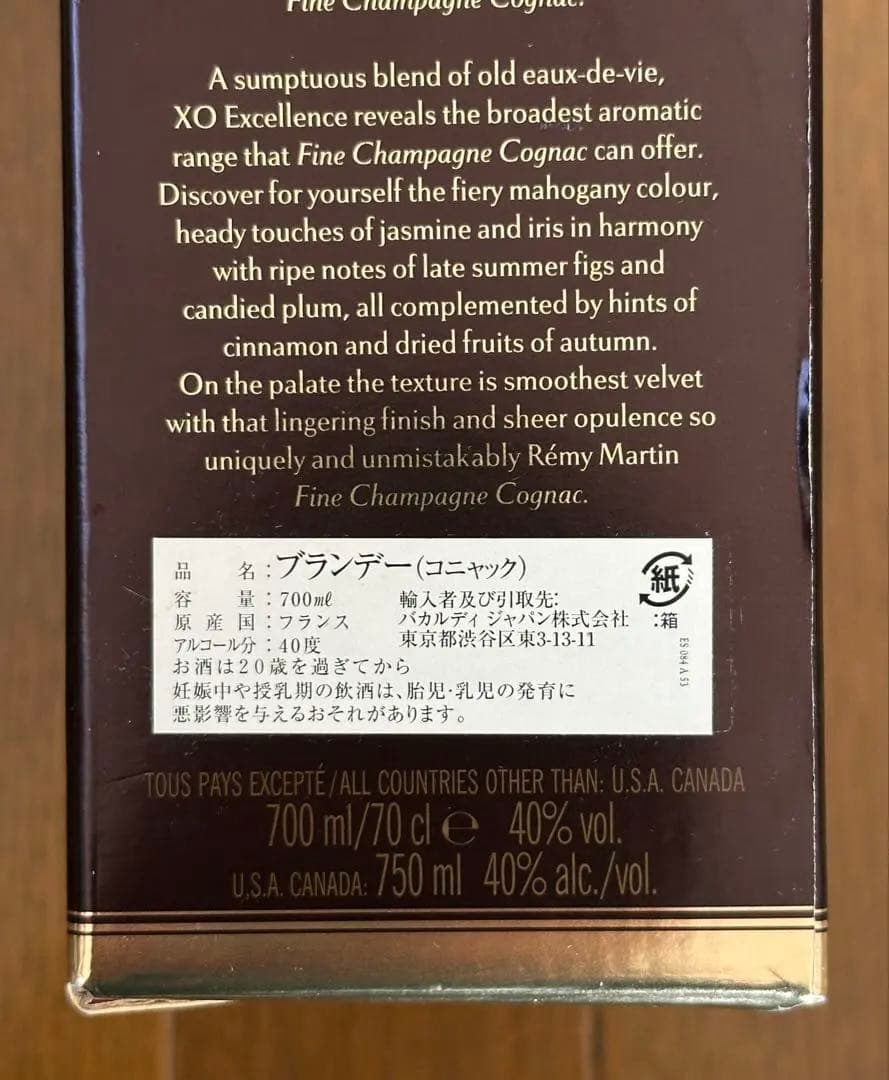 Fine Champagne Cognac.
A sumptuous blend of old eaux-de-vie,
XO Excellence reveals the broadest aromatic
range that Fine Champagne Cognac can offer.
Discover for yourself the fiery mahogany colour,
heady touches of jasmine and iris in harmony
with ripe notes of late summer figs and
candied plum, all complemented by hints of
cinnamon and dried fruits of autumn.
On the palate the texture is smoothest velvet
with that lingering finish and sheer opulence so
uniquely and unmistakably Rémy Martin
Fine Champagne Cognac.
品 名：ブランデー（コニャック）
容 量：700ml
原 産 国：フランス
アルコール分：40度
輸入者及び引取先：
バカルディ ジャパン株式会社
東京都渋谷区東3-13-11
紙
：箱
ES 084 A 53
お酒は20歳を過ぎてから
妊娠中や授乳期の飲酒は、胎児・乳児の発育に
悪影響を与えるおそれがあります。
TOUS PAYS EXCEPTÉ/ALL COUNTRIES OTHER THAN: U.S.A. CANADA
700 ml/70 cl ℮ 40% vol.
U.S.A. CANADA: 750 ml 40% alc./vol.